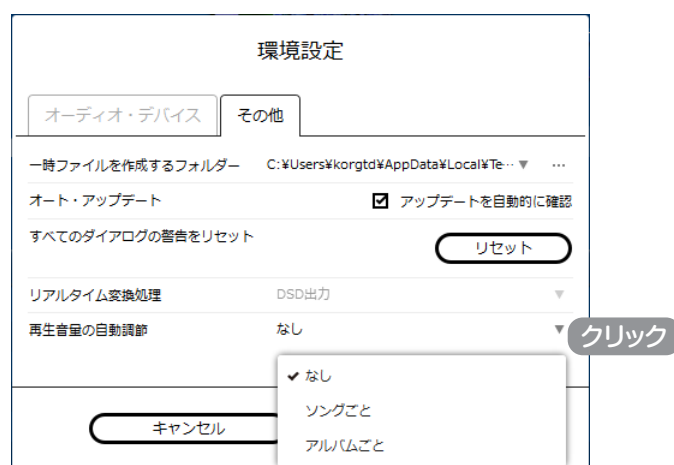 環境設定
オーディオ・デバイス その他
一時ファイルを作成するフォルダー C:¥Users¥korgtd¥AppData¥Local¥Te… ▼ …
オート・アップデート ☑ アップデートを自動的に確認
すべてのダイアログの警告をリセット リセット
リアルタイム変換処理 DSD出力 ▼
再生音量の自動調節 なし ▼ クリック
✔ なし
ソングごと
キャンセル
アルバムごと